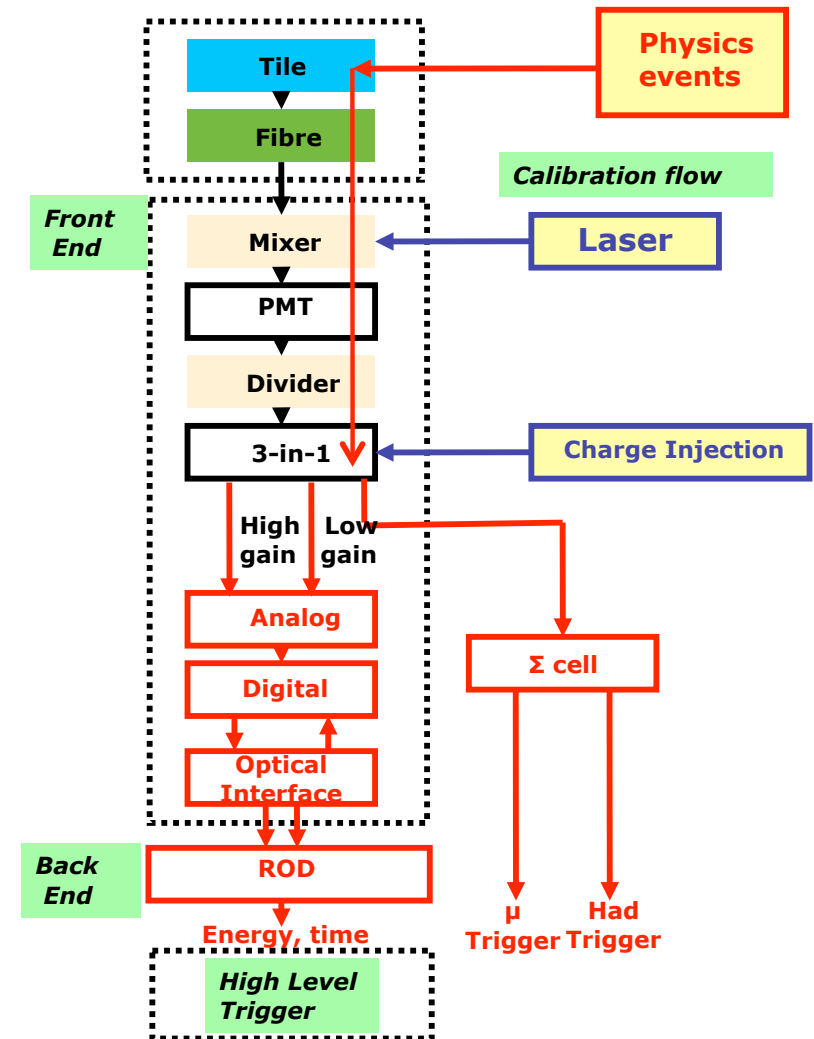 Physics
events
Tile
Fibre
Calibration flow
Front
End
Mixer
Laser
PMT
Divider
3-in-1
Charge Injection
High
gain
Low
gain
Analog
Σ cell
Digital
Optical
Interface
Back
End
ROD
Energy, time
μ
Trigger
Had
Trigger
High Level
Trigger